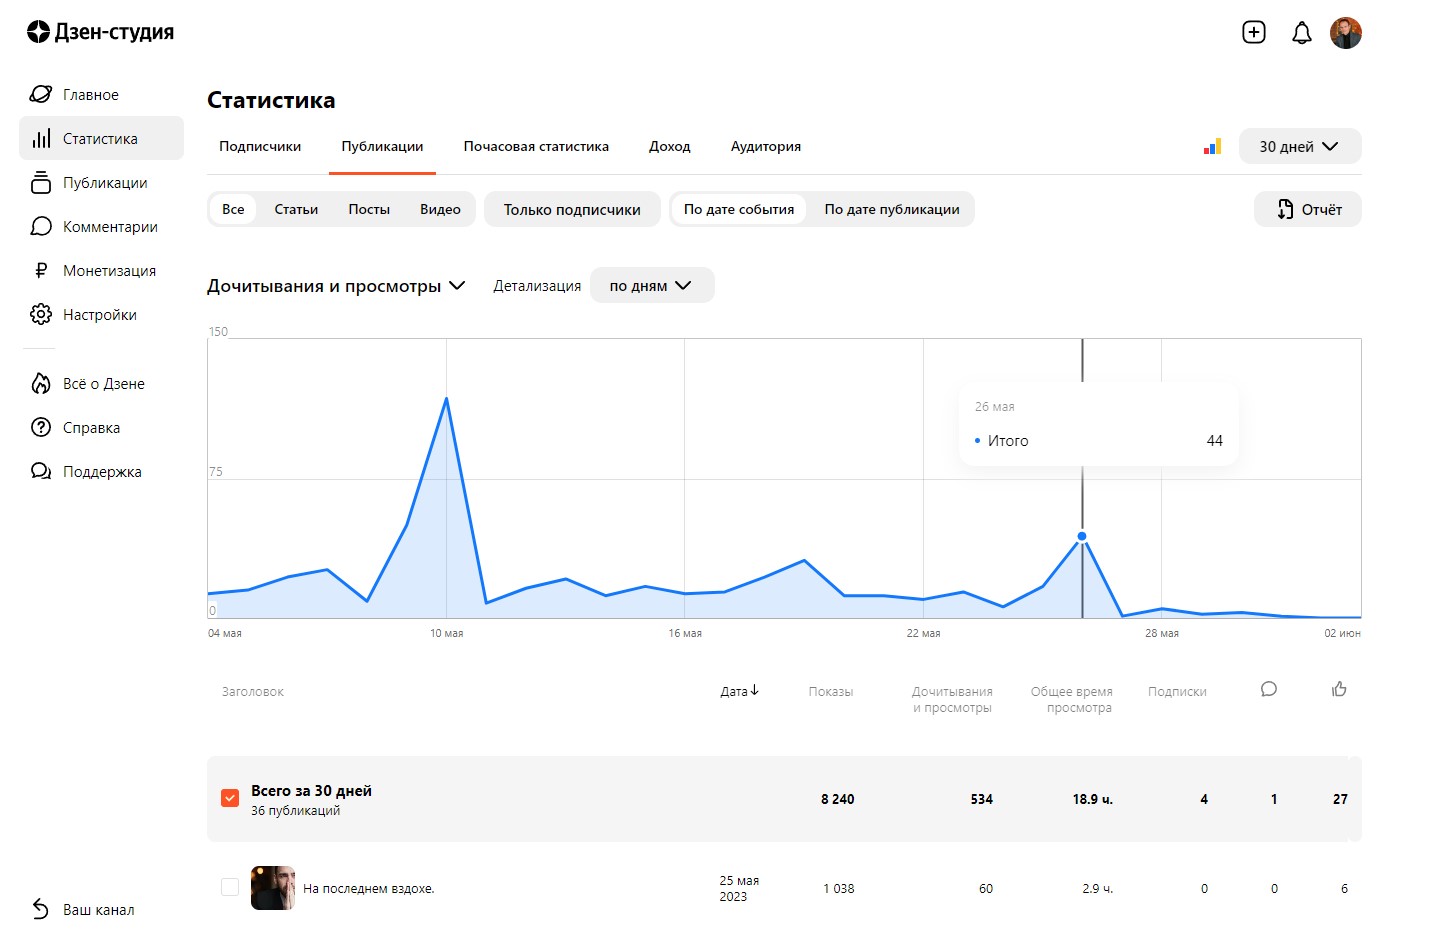 Дзен-студия
Главное
Статистика
Публикации
Комментарии
Монетизация
Настройки
Всё о Дзене
Справка
Поддержка
Ваш канал
Статистика
Подписчики Публикации Почасовая статистика Доход Аудитория 30 дней
Все Статьи Посты Видео Только подписчики По дате события По дате публикации Отчёт
Дочитывания и просмотры Детализация по дням
150
75
0
26 мая
Итого 44
04 мая 10 мая 16 мая 22 мая 28 мая 02 июн
Заголовок Дата Показы Дочитывания Общее время Подписки
и просмотры просмотра
Всего за 30 дней
36 публикаций
8 240 534 18.9 ч. 4 1 27
На последнем вздохе.
25 мая
2023
1 038 60 2.9 ч. 0 0 6